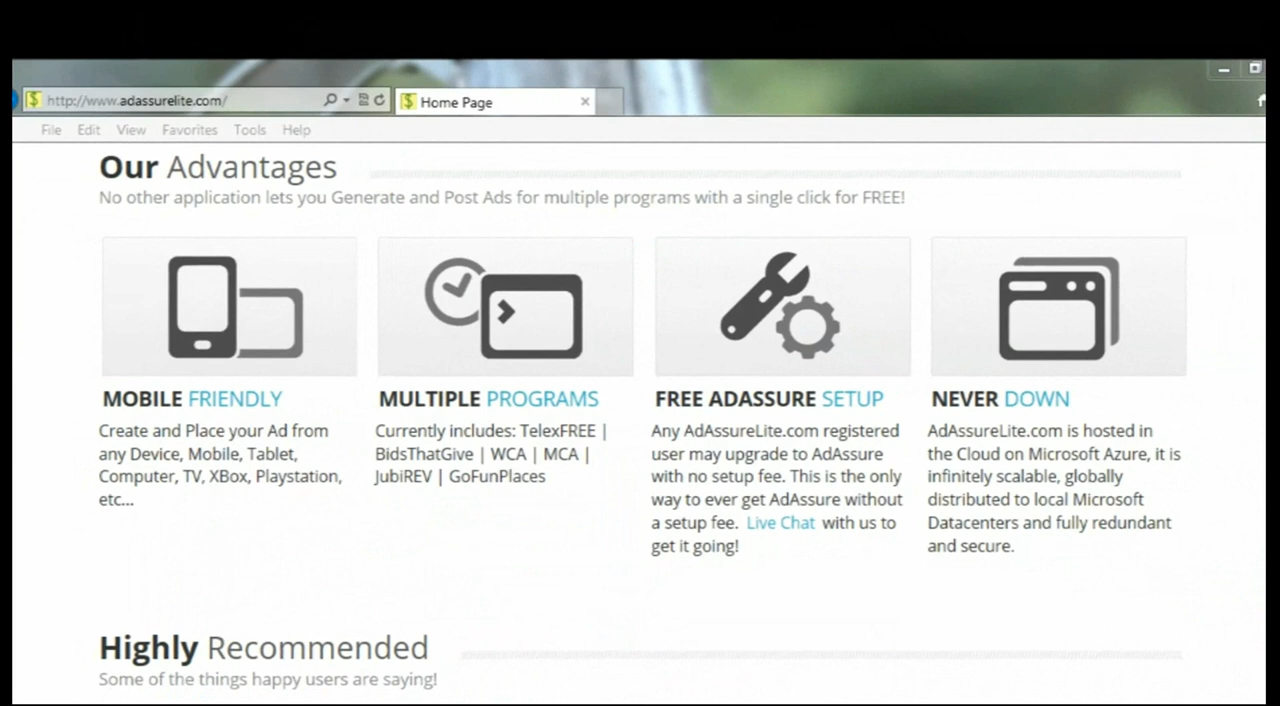 http://www.adassurelite.com/
Home Page
File Edit View Favorites Tools Help
Our Advantages
No other application lets you Generate and Post Ads for multiple programs with a single click for FREE!
MOBILE FRIENDLY
Create and Place your Ad from
any Device, Mobile, Tablet,
Computer, TV, XBox, Playstation,
etc...
MULTIPLE PROGRAMS
Currently includes: TelexFREE |
BidsThatGive | WCA | MCA |
JubiREV | GoFunPlaces
FREE ADASSURE SETUP
Any AdAssureLite.com registered
user may upgrade to AdAssure
with no setup fee. This is the only
way to ever get AdAssure without
a setup fee. Live Chat with us to
get it going!
NEVER DOWN
AdAssureLite.com is hosted in
the Cloud on Microsoft Azure, it is
infinitely scalable, globally
distributed to local Microsoft
Datacenters and fully redundant
and secure.
Highly Recommended
Some of the things happy users are saying!